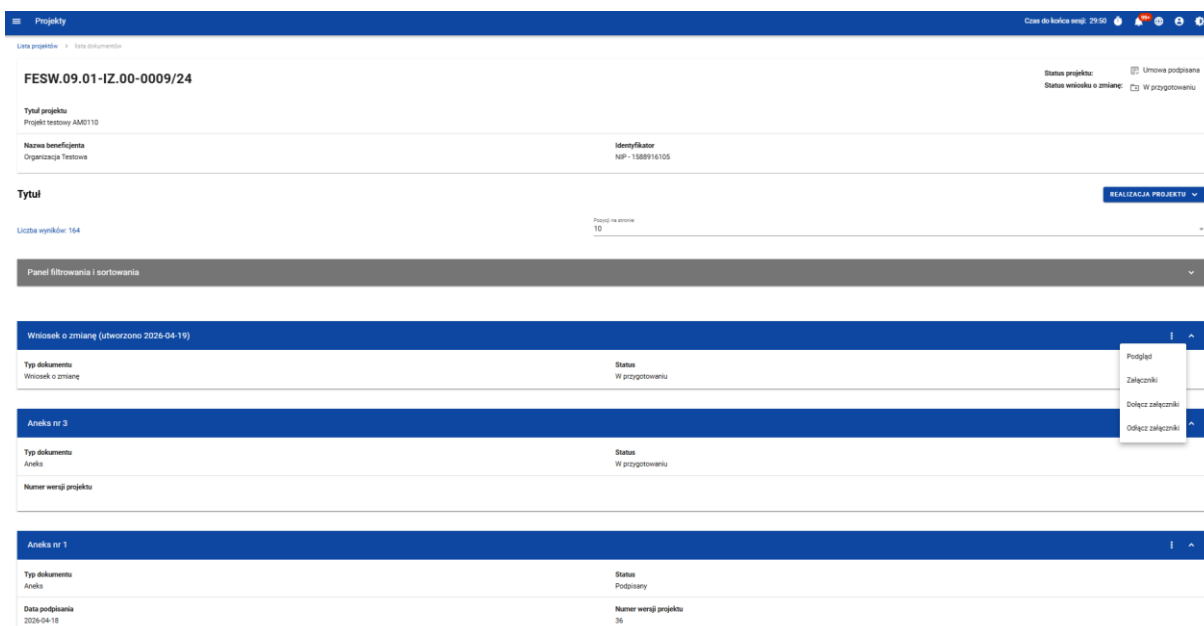 Projekty
Czas do końca sesji: 29:50
99+
Lista projektów > lista dokumentów
FESW.09.01-IZ.00-0009/24
Status projektu: Umowa podpisana
Status wniosku o zmianę: W przygotowaniu
Tytuł projektu
Projekt testowy AM0110
Nazwa beneficjenta Identyfikator
Organizacja Testowa NIP - 1588916105
Tytuł
REALIZACJA PROJEKTU
Pozycji na stronie
Liczba wyników: 164 10
Panel filtrowania i sortowania
Wniosek o zmianę (utworzono 2026-04-19)
Typ dokumentu Status
Wniosek o zmianę W przygotowaniu
Podgląd
Załączniki
Dołącz załączniki
Odłącz załączniki
Aneks nr 3
Typ dokumentu Status
Aneks W przygotowaniu
Numer wersji projektu
Aneks nr 1
Typ dokumentu Status
Aneks Podpisany
Data podpisania Numer wersji projektu
2026-04-18 36